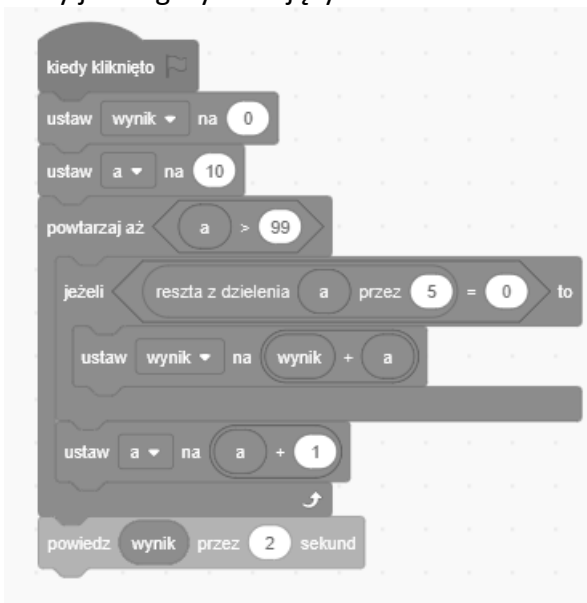 kiedy kliknięto
ustaw wynik na 0
ustaw a na 10
powtarzaj aż a > 99
jeżeli reszta z dzielenia a przez 5 = 0 to
ustaw wynik na wynik + a
ustaw a na a + 1
powiedz wynik przez 2 sekund